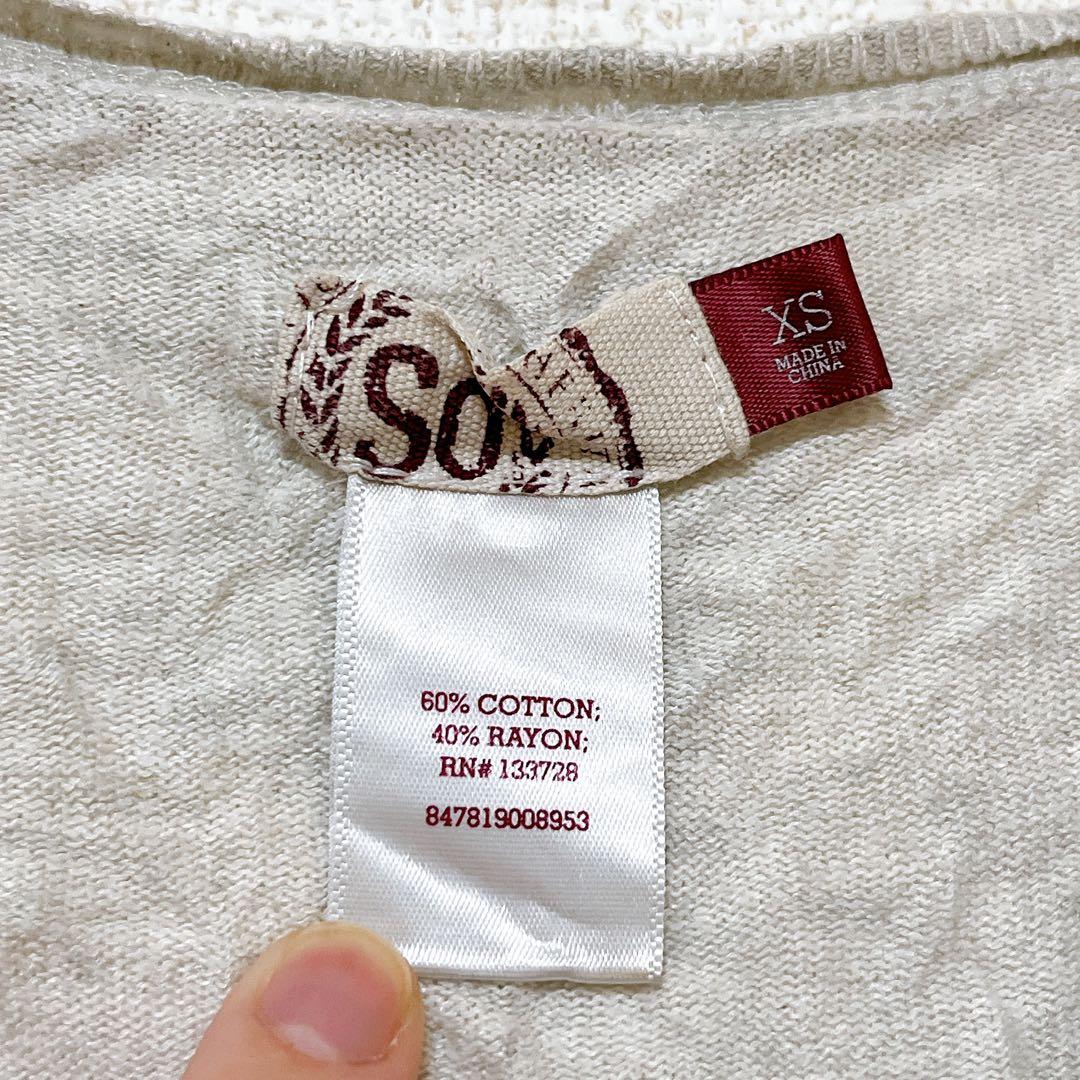 So
XS
MADE IN
CHINA
60% COTTON;
40% RAYON;
RN# 133728
847819008953